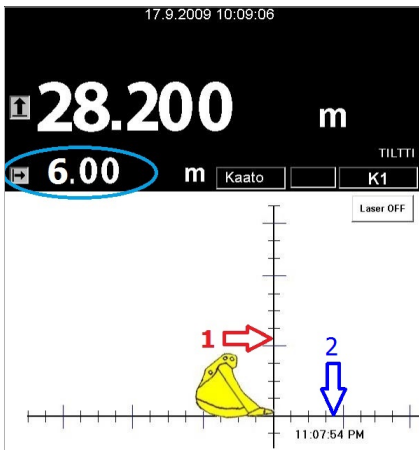 17.9.2009 10:09:06
28.200 m
TILTTI
6.00 m Kaato K1
Laser OFF
1
2
11:07:54 PM